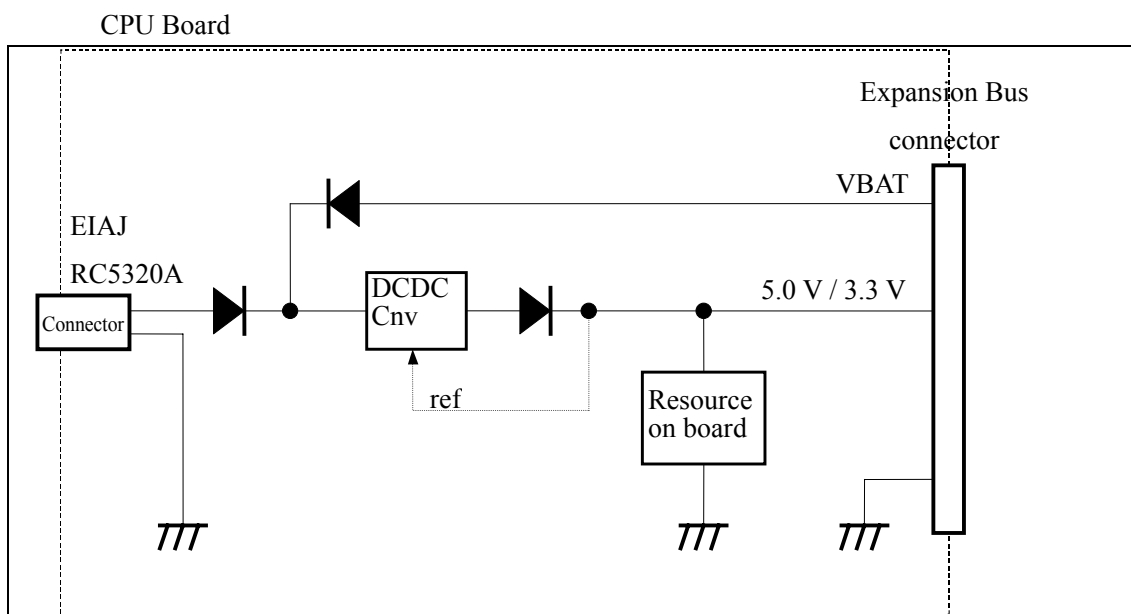 CPU Board
Expansion Bus
connector
VBAT
EIAJ
RC5320A
Connector
DCDC
Cnv
5.0 V / 3.3 V
ref
Resource
on board